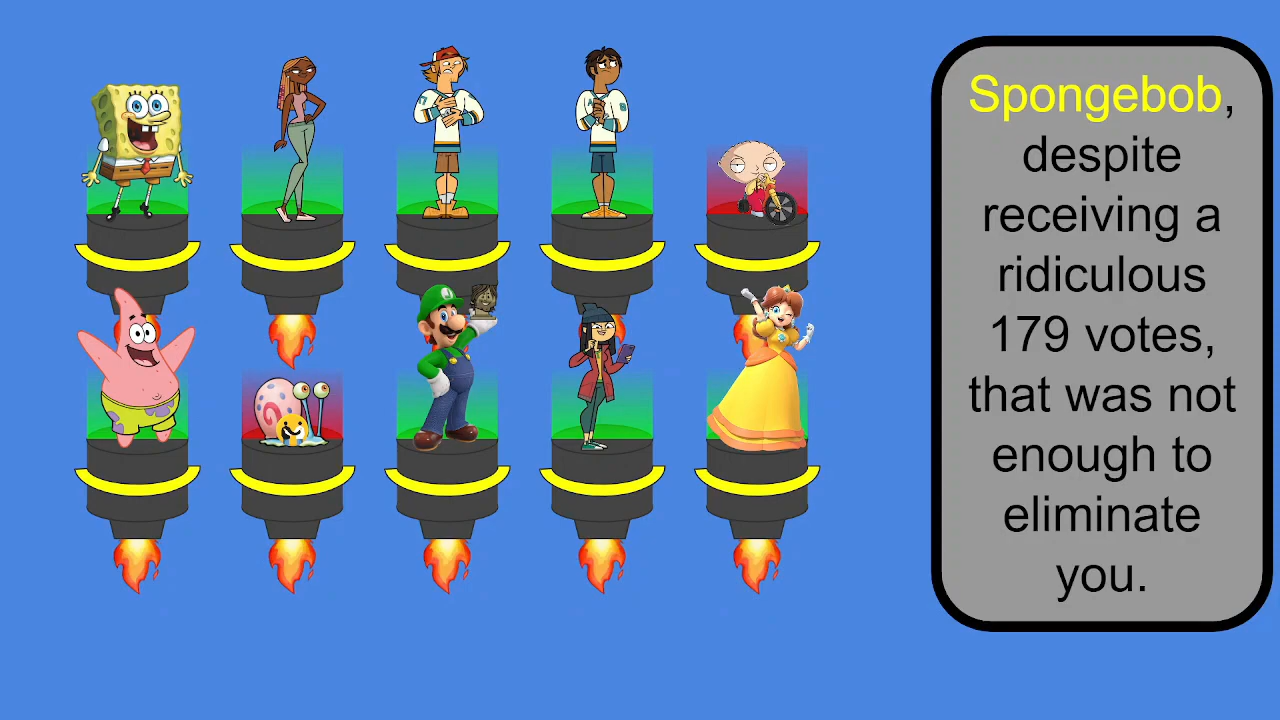 Spongebob,
despite
receiving a
ridiculous
179 votes,
that was not
enough to
eliminate
you.